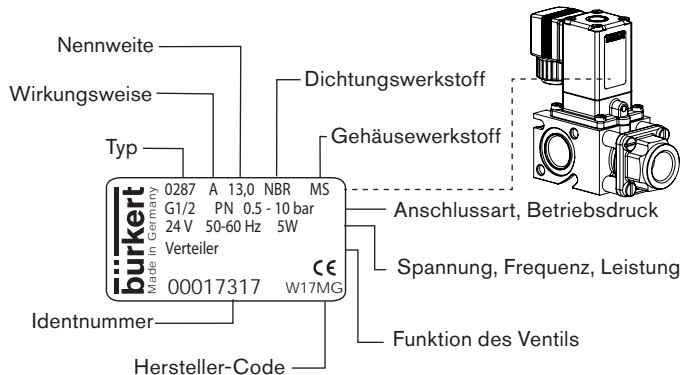 Nennweite
Dichtungswerkstoff
Wirkungsweise
Gehäusewerkstoff
Typ
bürkert
Made in Germany
0287 A 13,0 NBR MS
G1/2 PN 0.5 - 10 bar
24 V 50-60 Hz 5W
Verteiler
CE
00017317 W17MG
Anschlussart, Betriebsdruck
Spannung, Frequenz, Leistung
Identnummer
Funktion des Ventils
Hersteller-Code